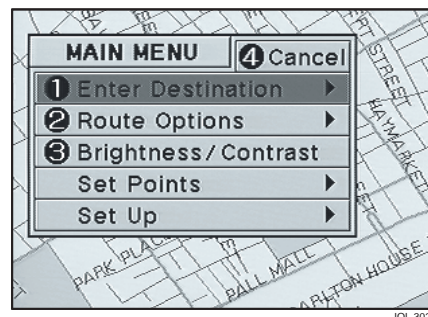 MAIN MENU
4 Cancel
1 Enter Destination
2 Route Options
3 Brightness/Contrast
Set Points
Set Up
STREET
HAYMARKET
PARK PLACE
PALL MALL
CARLTON HOUSE